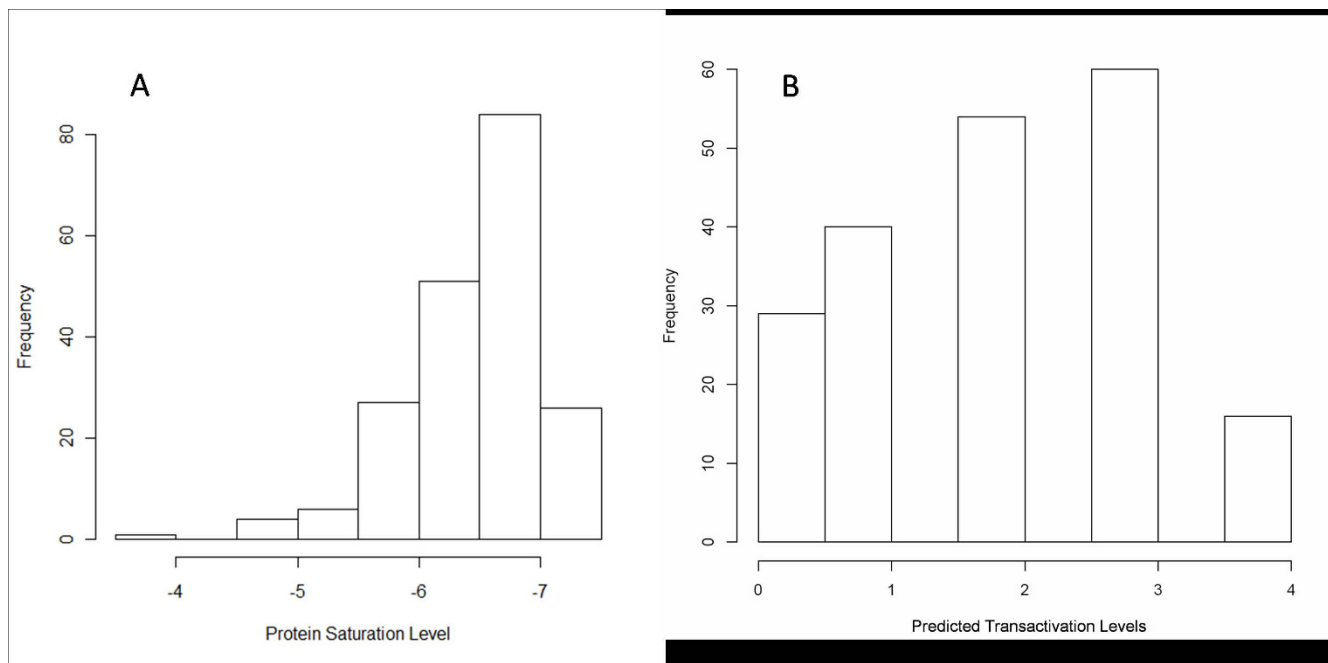 A
Frequency
80
60
40
20
0
-4 -5 -6 -7
Protein Saturation Level
B
Frequency
60
50
40
30
20
10
0
0 1 2 3 4
Predicted Transactivation Levels